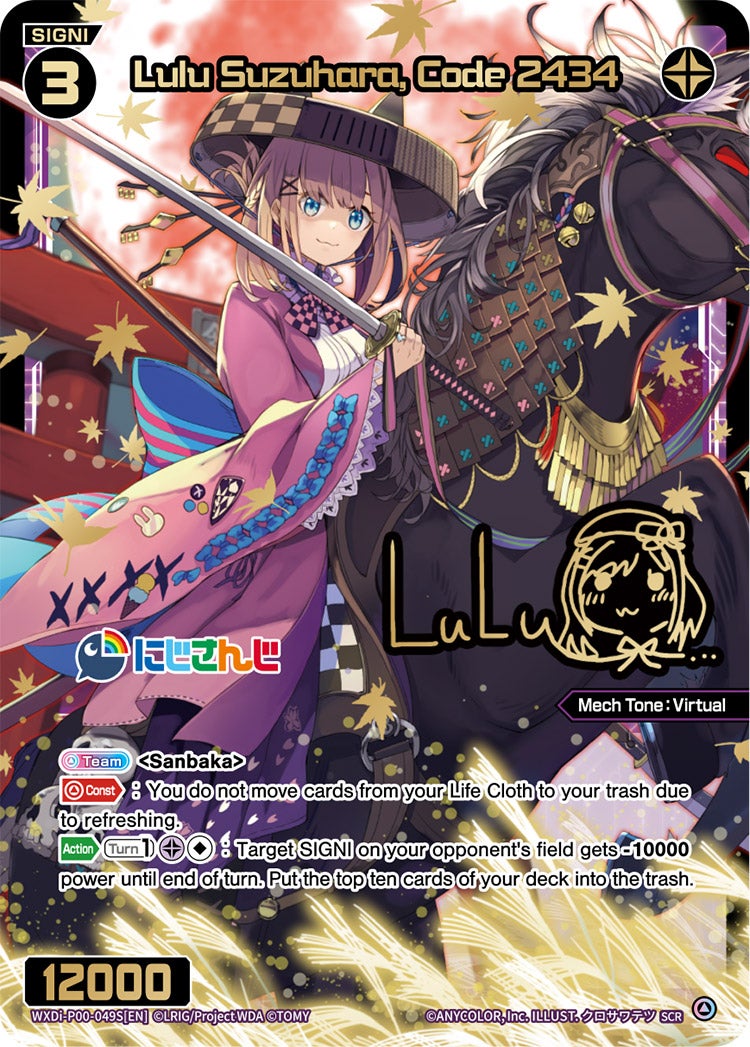 SIGNI
3
Lulu Suzuhara, Code 2434
LuLu...
にじさんじ
Mech Tone:Virtual
Team <Sanbaka>
Const : You do not move cards from your Life Cloth to your trash due
to refreshing.
Action Turn 1 : Target SIGNI on your opponent's field gets -10000
power until end of turn. Put the top ten cards of your deck into the trash.
12000
WXDi-P00-049S[EN] ©LRIG/Project WDA ©TOMY
©ANYCOLOR, Inc. ILLUST. クロサワテツ SCR